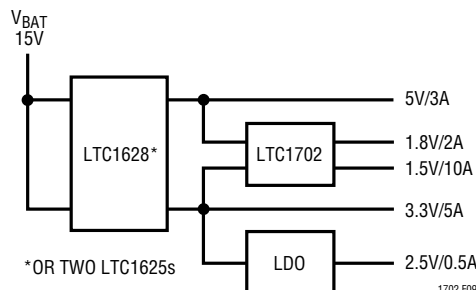 VBAT
15V
5V/3A
LTC1628*
LTC1702
1.8V/2A
1.5V/10A
3.3V/5A
*OR TWO LTC1625s
LDO
2.5V/0.5A
1702 F09